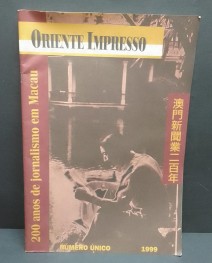 ORIENTE IMPRESSO
200 anos de jornalismo em Macau
澳門新聞業二百年
NÚMERO ÚNICO
1999